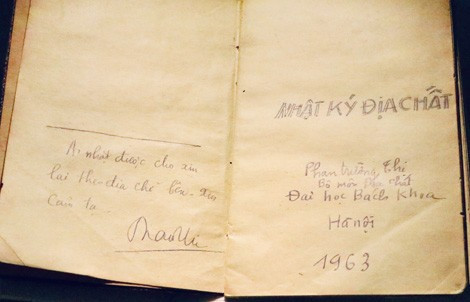 Ai nhặt được cho xin
lại theo địa chỉ bên. Xin
Cám ơn
NHẬT KÝ ĐỊA CHẤT
Phan Trường Thị
Bộ môn Địa chất
Đại học Bách Khoa
Hà nội
1963